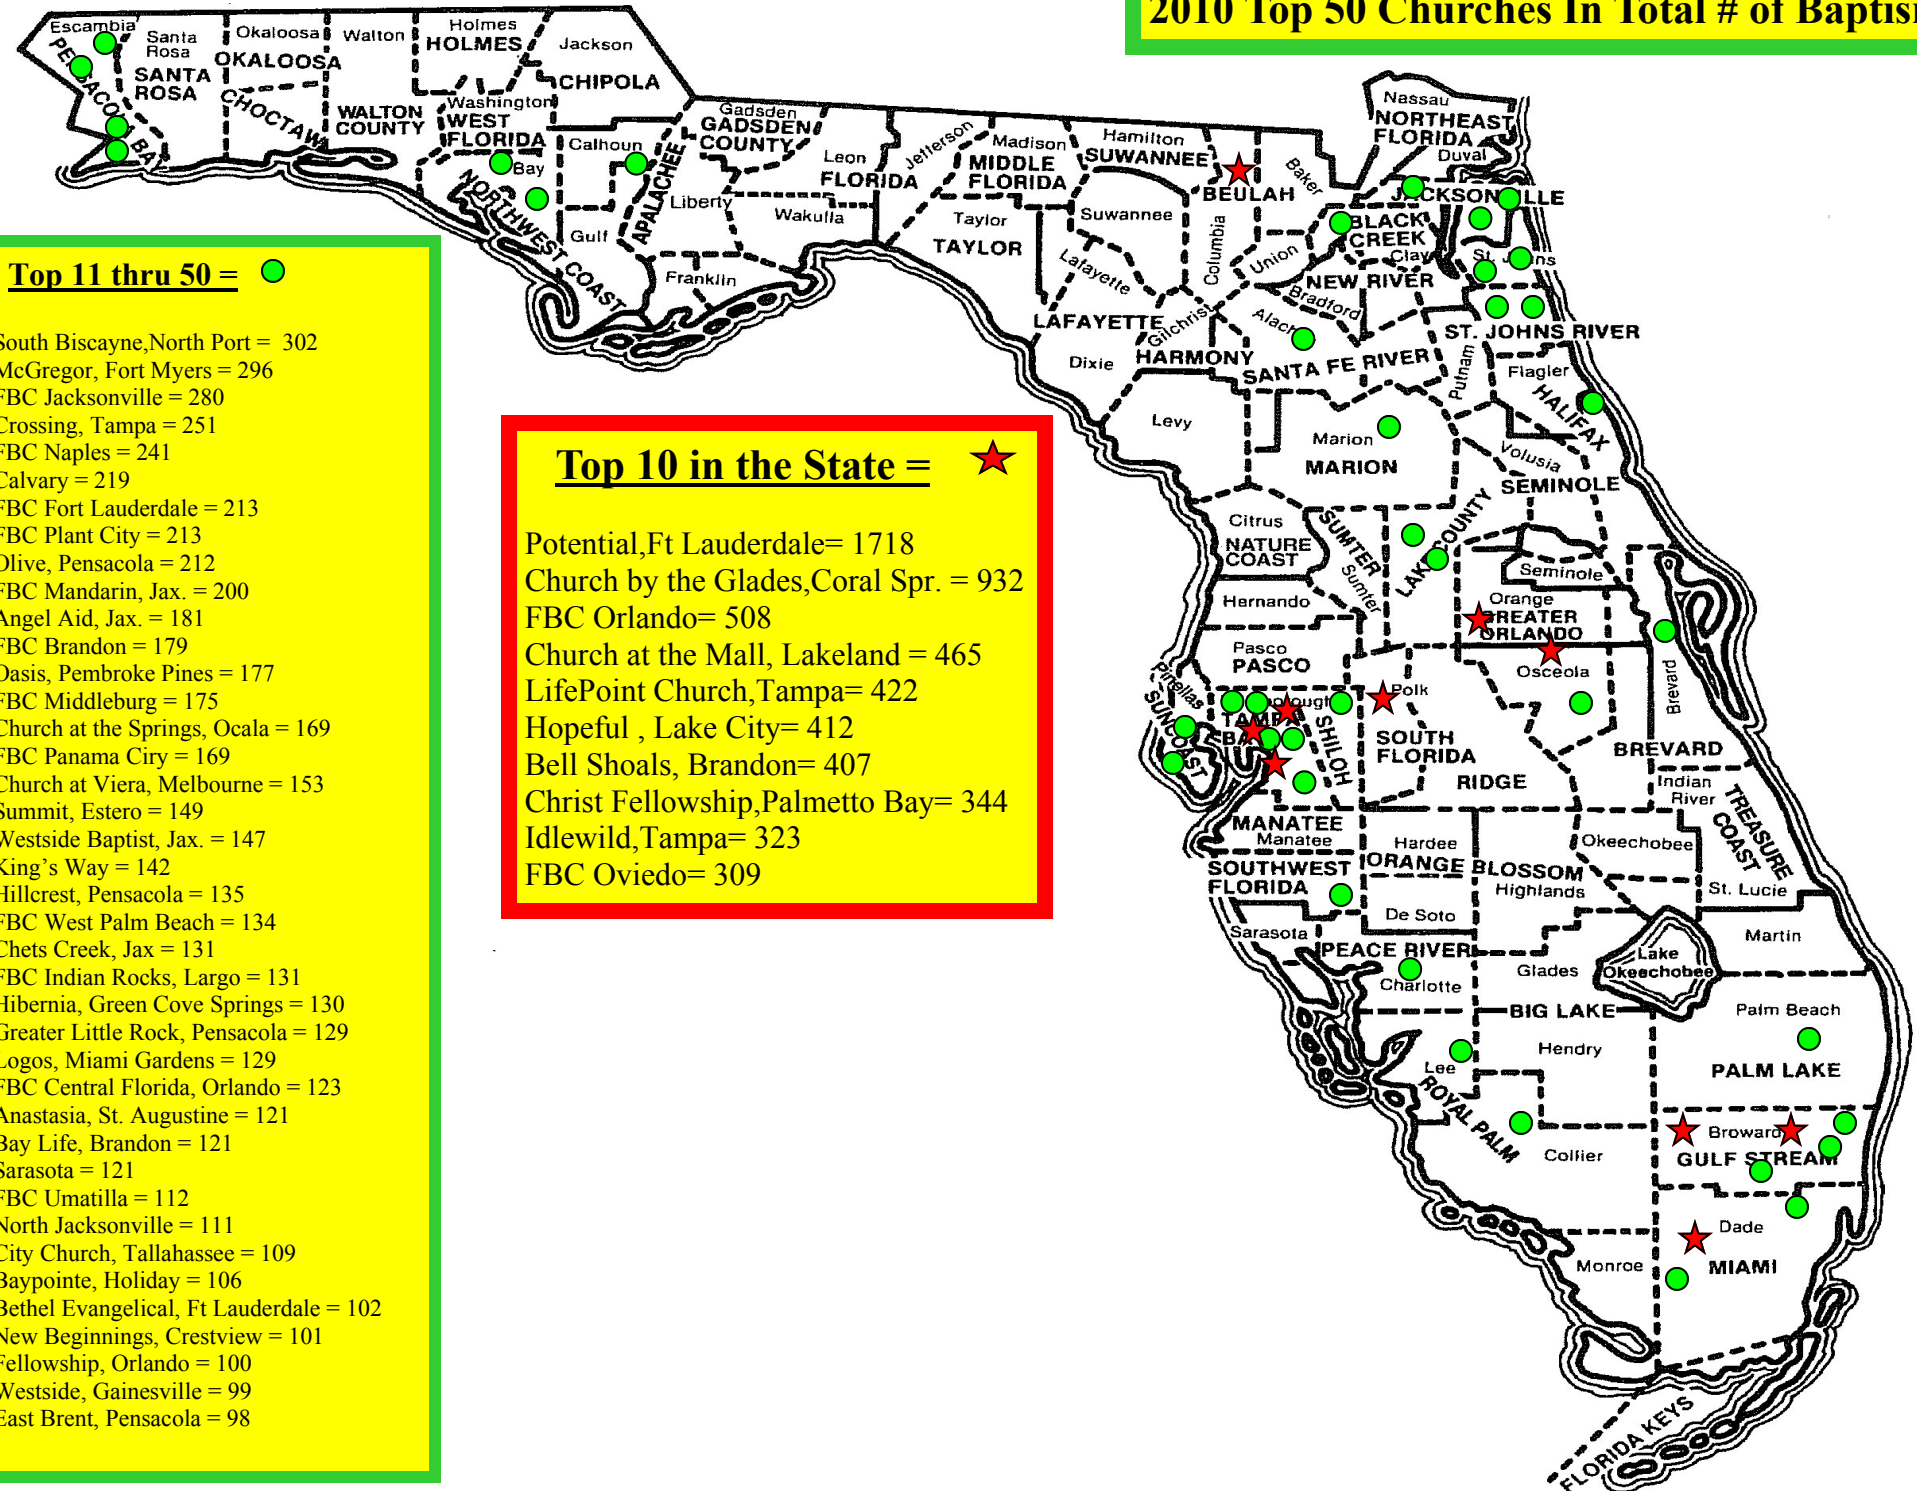 2010 Top 50 Churches In Total # of Baptism
Top 11 thru 50 =
South Biscayne,North Port = 302
McGregor, Fort Myers = 296
FBC Jacksonville = 280
Crossing, Tampa = 251
FBC Naples = 241
Calvary = 219
FBC Fort Lauderdale = 213
FBC Plant City = 213
Olive, Pensacola = 212
FBC Mandarin, Jax. = 200
Angel Aid, Jax. = 181
FBC Brandon = 179
Oasis, Pembroke Pines = 177
FBC Middleburg = 175
Church at the Springs, Ocala = 169
FBC Panama Ciry = 169
Church at Viera, Melbourne = 153
Summit, Estero = 149
Westside Baptist, Jax. = 147
King's Way = 142
Hillcrest, Pensacola = 135
FBC West Palm Beach = 134
Chets Creek, Jax = 131
FBC Indian Rocks, Largo = 131
Hibernia, Green Cove Springs = 130
Greater Little Rock, Pensacola = 129
Logos, Miami Gardens = 129
FBC Central Florida, Orlando = 123
Anastasia, St. Augustine = 121
Bay Life, Brandon = 121
Sarasota = 121
FBC Umatilla = 112
North Jacksonville = 111
City Church, Tallahassee = 109
Baypointe, Holiday = 106
Bethel Evangelical, Ft Lauderdale = 102
New Beginnings, Crestview = 101
Fellowship, Orlando = 100
Westside, Gainesville = 99
East Brent, Pensacola = 98
Top 10 in the State =
Potential,Ft Lauderdale= 1718
Church by the Glades,Coral Spr. = 932
FBC Orlando= 508
Church at the Mall, Lakeland = 465
LifePoint Church,Tampa= 422
Hopeful , Lake City= 412
Bell Shoals, Brandon= 407
Christ Fellowship,Palmetto Bay= 344
Idlewild,Tampa= 323
FBC Oviedo= 309
Escambia
PENSACOLA BAY
Santa
Rosa
SANTA
ROSA
Okaloosa
OKALOOSA
CHOCTAW
Walton
WALTON
COUNTY
Holmes
HOLMES
Washington
WEST
FLORIDA
Jackson
CHIPOLA
Bay
NORTHWEST COAST
Calhoun
Gulf
APALACHEE
Liberty
Franklin
Gadsden
GADSDEN
COUNTY
Leon
FLORIDA
Wakulla
Jefferson
Madison
MIDDLE
FLORIDA
Taylor
TAYLOR
Hamilton
SUWANNEE
Suwannee
Lafayette
LAFAYETTE
Dixie
Gilchrist
HARMONY
BEULAH
Columbia
Baker
Union
Bradford
NEW RIVER
Nassau
NORTHEAST
FLORIDA
Duval
JACKSONVILLE
BLACK
CREEK
Clay
St. Johns
ST. JOHNS RIVER
Alach
SANTA FE RIVER
Putnam
Flagler
HALIFAX
Levy
Marion
MARION
Volusia
SEMINOLE
Citrus
NATURE
COAST
SUMTER
Sumter
LAKE COUNTY
Seminole
Orange
GREATER
ORLANDO
Hernando
Pasco
PASCO
Pinellas
SUNCOAST
orough
TAMPA
BA
SHILOH
Polk
SOUTH
FLORIDA
RIDGE
Osceola
Brevard
BREVARD
Indian
River
TREASURE
COAST
MANATEE
Manatee
Hardee
ORANGE BLOSSOM
Highlands
Okeechobee
St. Lucie
SOUTHWEST
FLORIDA
De Soto
Sarasota
PEACE RIVER
Charlotte
Glades
Lake
Okeechobee
Martin
BIG LAKE
Hendry
Palm Beach
PALM LAKE
Lee
ROYAL PALM
Collier
Broward
GULF STREAM
Dade
MIAMI
Monroe
FLORIDA KEYS